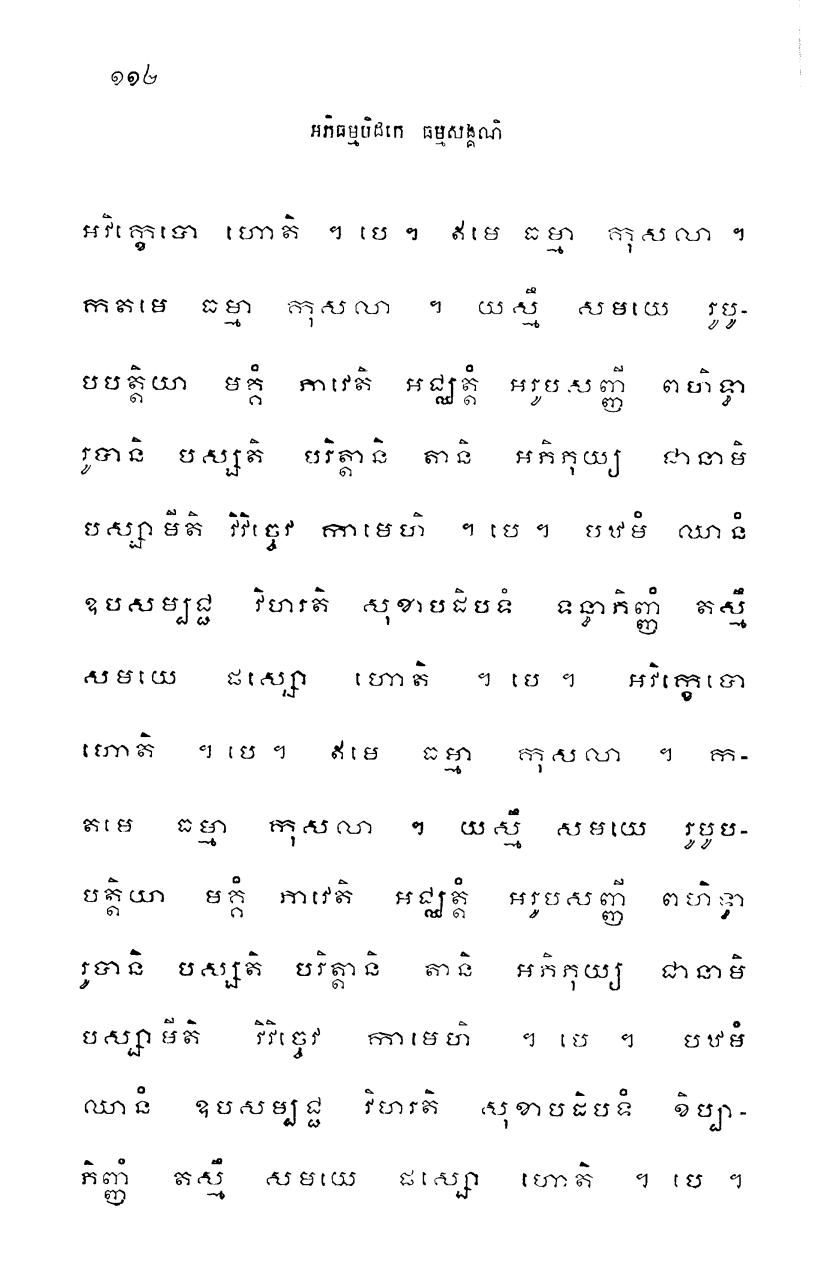 ១១២
អភិធម្មបិដកេ ធម្មសង្គណិ
អវិក្ខេបោ ហោតិ ។ បេ ។ ឥមេ ធម្មា កុសលា ។
កតមេ ធម្មា កុសលា ។ យស្មឹ សមយេ រូបូ-
បបត្តិយា មគ្គំ ភាវេតិ អជ្ឈត្តំ អរូបសញ្ញី ពហិទ្ធា
រូបានិ បស្សតិ បរិត្តានិ តានិ អភិភុយ្យ ជានាមិ
បស្សាមីតិ វិវិច្ចេវ កាមេហិ ។ បេ ។ បឋមំ ឈានំ
ឧបសម្បជ្ជ វិហរតិ សុខាបដិបទំ ទន្ធាភិញ្ញំ តស្មឹ
សមយេ ផស្សោ ហោតិ ។ បេ ។ អវិក្ខេបោ
ហោតិ ។ បេ ។ ឥមេ ធម្មា កុសលា ។ ក-
តមេ ធម្មា កុសលា ។ យស្មឹ សមយេ រូបូប-
បត្តិយា មគ្គំ ភាវេតិ អជ្ឈត្តំ អរូបសញ្ញី ពហិទ្ធា
រូបានិ បស្សតិ បរិត្តានិ តានិ អភិភុយ្យ ជានាមិ
បស្សាមីតិ វិវិច្ចេវ កាមេហិ ។ បេ ។ បឋមំ
ឈានំ ឧបសម្បជ្ជ វិហរតិ សុខាបដិបទំ ខិប្បា-
ភិញ្ញំ តស្មឹ សមយេ ផស្សោ ហោតិ ។ បេ ។